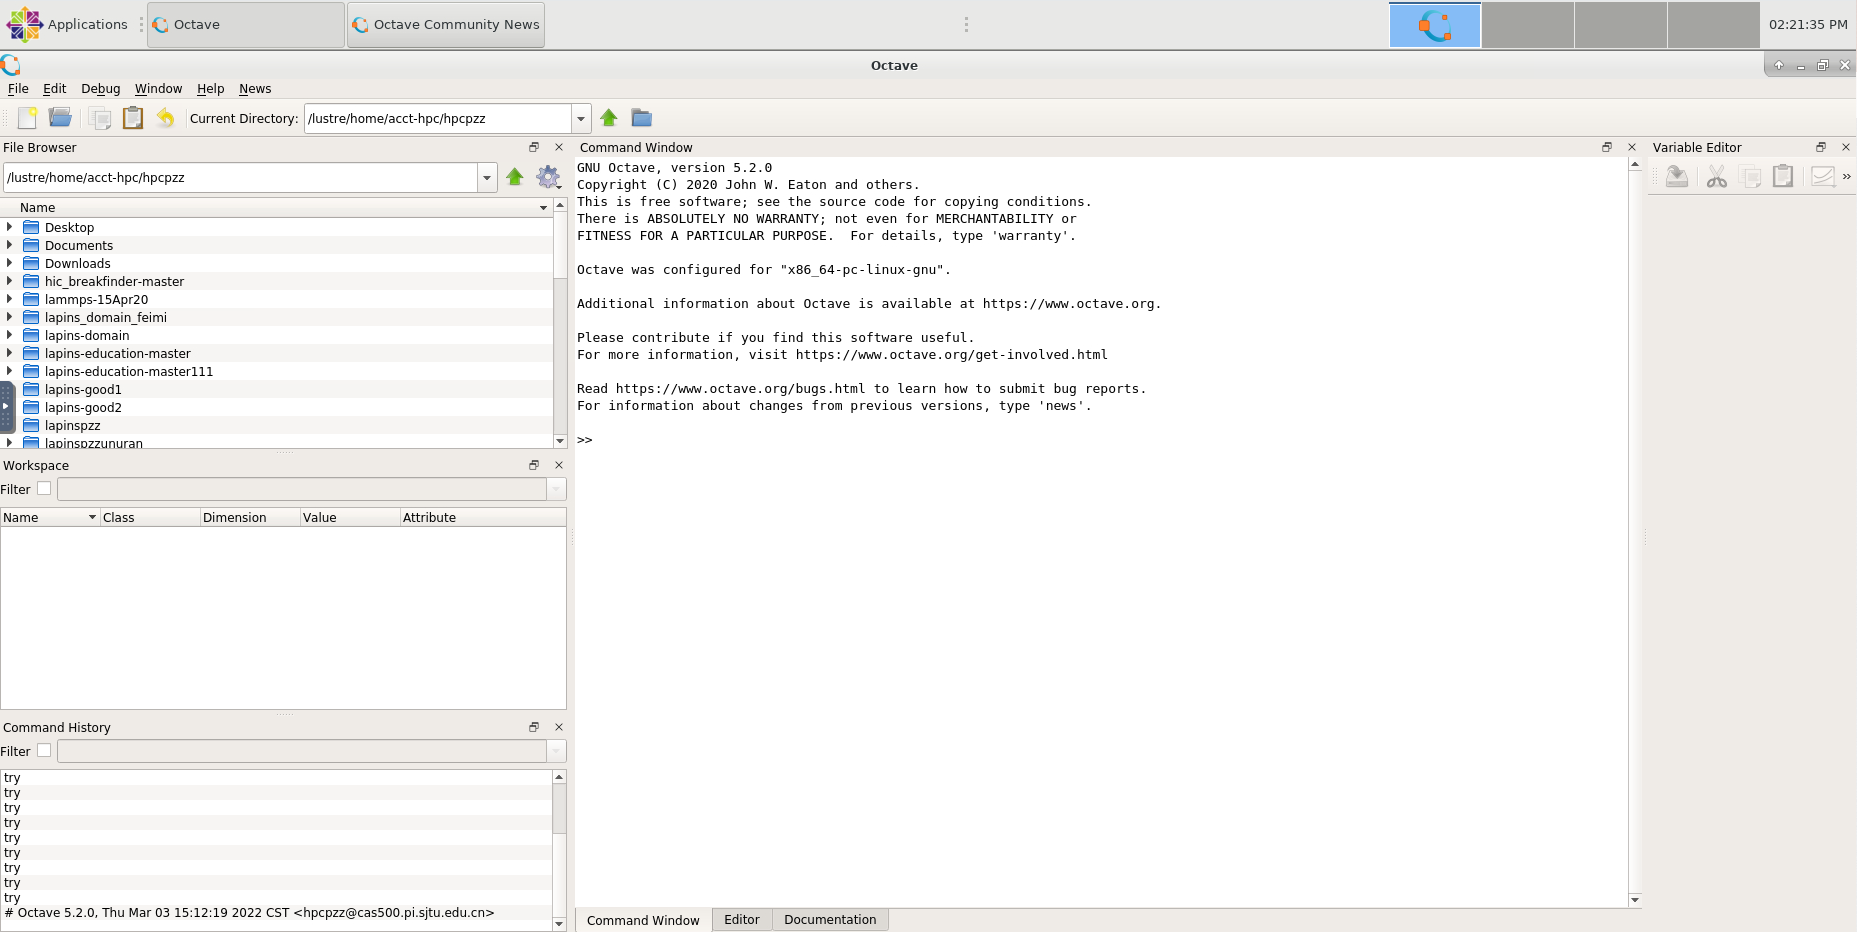 Applications
Octave
Octave Community News
02:21:35 PM
Octave
File Edit Debug Window Help News
Current Directory: /lustre/home/acct-hpc/hpcpzz
File Browser
/lustre/home/acct-hpc/hpcpzz
Name
Desktop
Documents
Downloads
hic_breakfinder-master
lammps-15Apr20
lapins_domain_feimi
lapins-domain
lapins-education-master
lapins-education-master111
lapins-good1
lapins-good2
lapinspzz
lapinspzzunuran
Workspace
Filter
Name Class Dimension Value Attribute
Command History
Filter
try
try
try
try
try
try
try
try
try
# Octave 5.2.0, Thu Mar 03 15:12:19 2022 CST <hpcpzz@cas500.pi.sjtu.edu.cn>
Command Window
GNU Octave, version 5.2.0
Copyright (C) 2020 John W. Eaton and others.
This is free software; see the source code for copying conditions.
There is ABSOLUTELY NO WARRANTY; not even for MERCHANTABILITY or
FITNESS FOR A PARTICULAR PURPOSE.  For details, type 'warranty'.
Octave was configured for "x86_64-pc-linux-gnu".
Additional information about Octave is available at https://www.octave.org.
Please contribute if you find this software useful.
For more information, visit https://www.octave.org/get-involved.html
Read https://www.octave.org/bugs.html to learn how to submit bug reports.
For information about changes from previous versions, type 'news'.
>>
Command Window Editor Documentation
Variable Editor
»